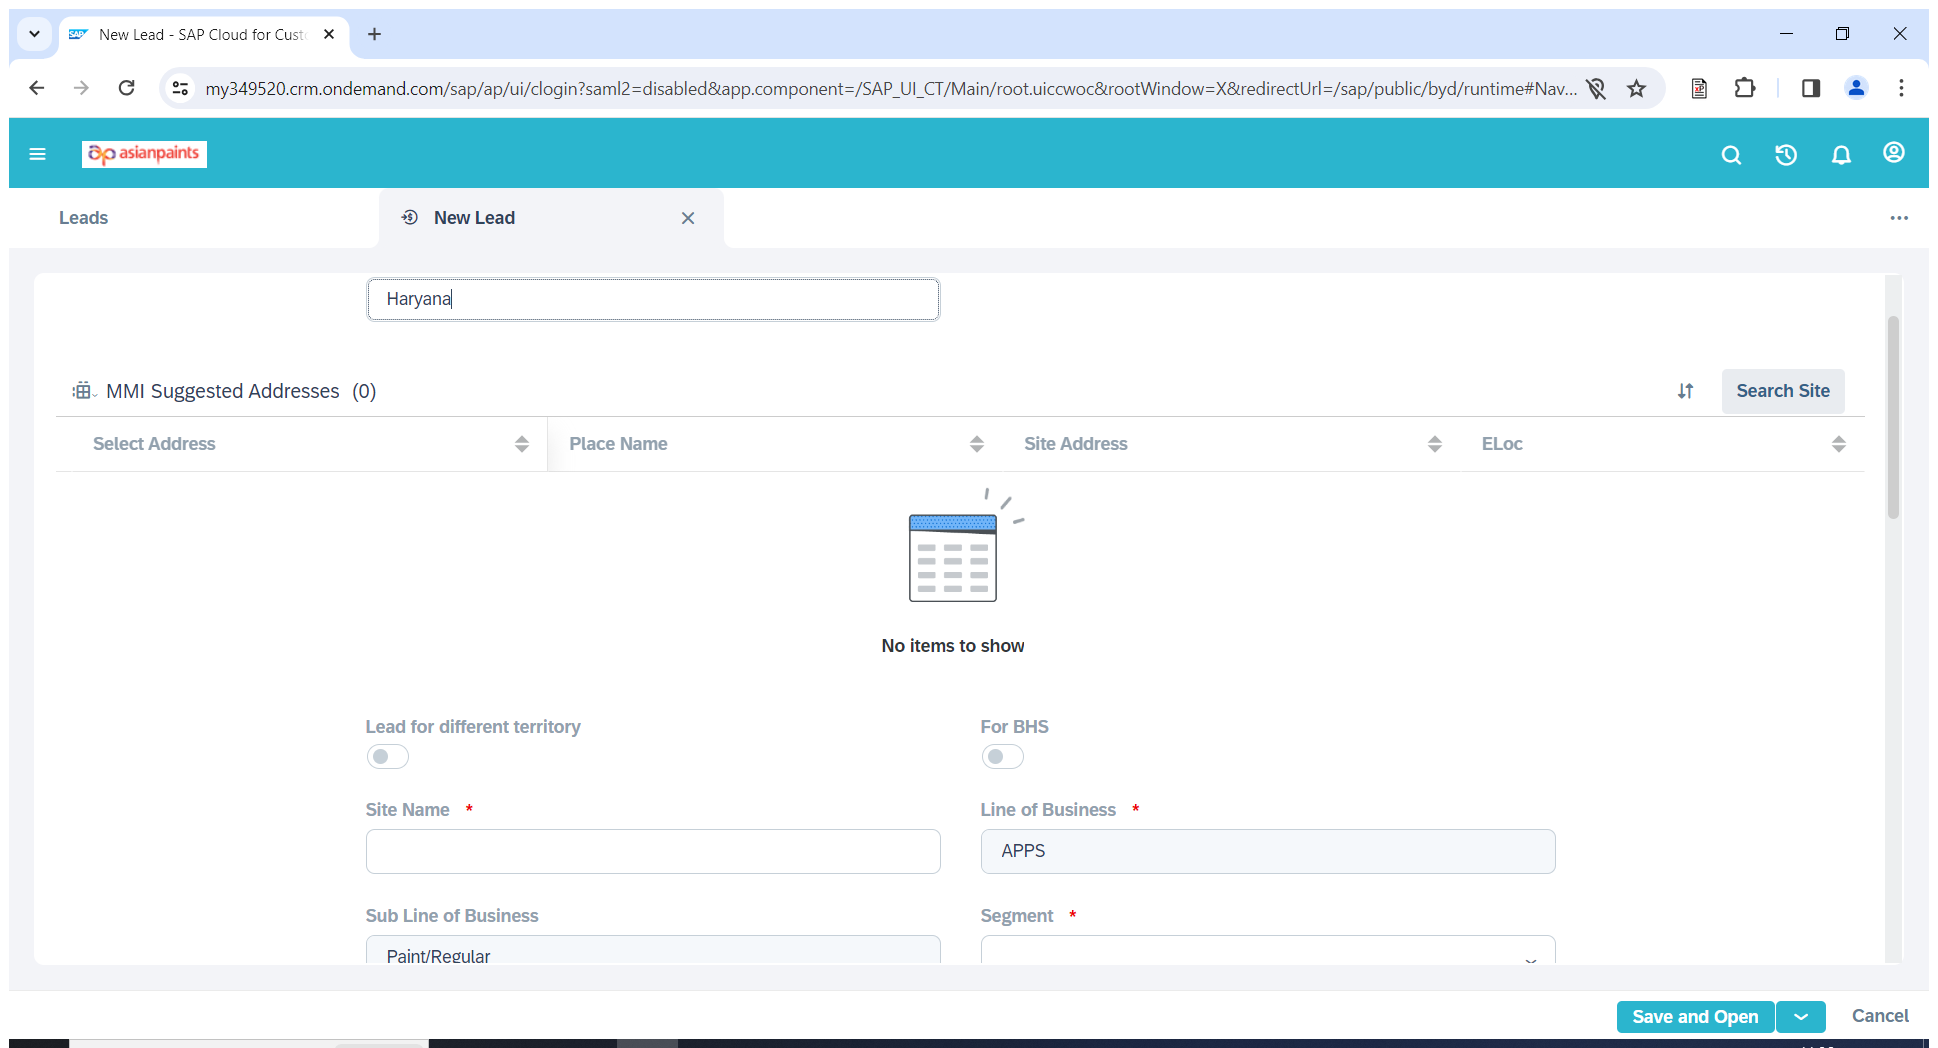 New Lead - SAP Cloud for Cust
my349520.crm.ondemand.com/sap/ap/ui/clogin?saml2=disabled&app.component=/SAP_UI_CT/Main/root.uiccwoc&rootWindow=X&redirectUrl=/sap/public/byd/runtime#Nav...
asianpaints
Leads
New Lead
Haryana
MMI Suggested Addresses (0)
Search Site
Select Address
Place Name
Site Address
ELoc
No items to show
Lead for different territory
For BHS
Site Name *
Line of Business *
APPS
Sub Line of Business
Segment *
Paint/Regular
Save and Open
Cancel